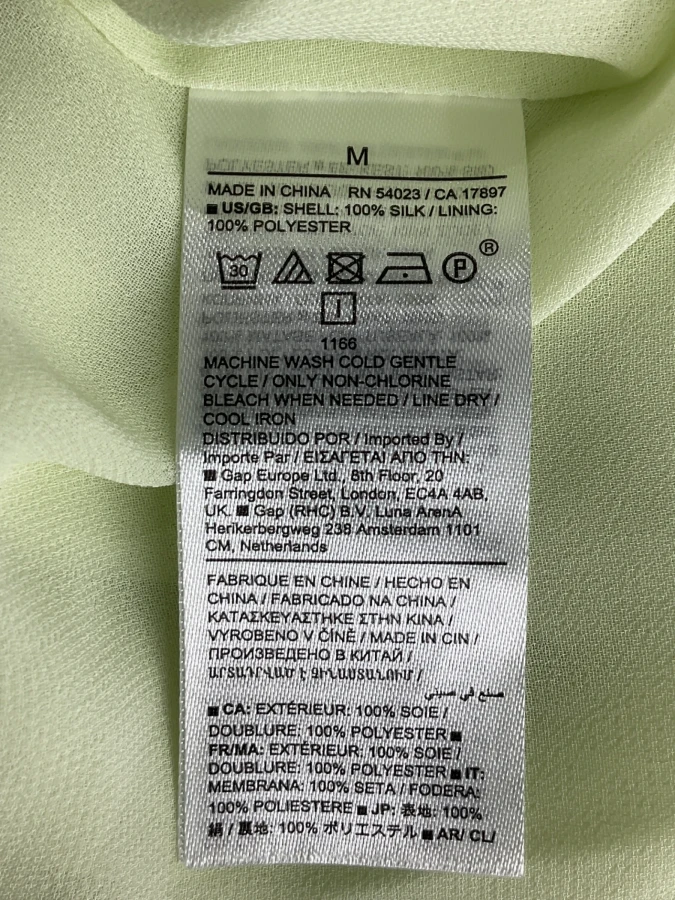 M
MADE IN CHINA RN 54023 / CA 17897
■ US/GB: SHELL: 100% SILK / LINING:
100% POLYESTER
30
P
®
I
1166
MACHINE WASH COLD GENTLE
CYCLE / ONLY NON-CHLORINE
BLEACH WHEN NEEDED / LINE DRY /
COOL IRON
DISTRIBUIDO POR / Imported By /
Importe Par / ΕΙΣΑΓΕΤΑΙ ΑΠΟ ΤΗΝ:
■ Gap Europe Ltd., 8th Floor, 20
Farringdon Street, London, EC4A 4AB,
UK. ■ Gap (RHC) B.V. Luna ArenA
Herikerbergweg 238 Amsterdam 1101
CM, Netherlands
FABRIQUE EN CHINE / HECHO EN
CHINA / FABRICADO NA CHINA /
ΚΑΤΑΣΚΕΥΑΣΤΗΚΕ ΣΤΗΝ ΚΙΝΑ /
VYROBENO V ČÍNĚ / MADE IN CIN /
ПРОИЗВЕДЕНО В КИТАЙ /
ԱՐՏԱԴՐՎԱԾ Է ՉԻՆԱՍՏԱՆՈՒՄ /
صنع في صيني
■ CA: EXTÉRIEUR: 100% SOIE /
DOUBLURE: 100% POLYESTER ■
FR/MA: EXTÉRIEUR: 100% SOIE /
DOUBLURE: 100% POLYESTER ■ IT:
MEMBRANA: 100% SETA / FODERA:
100% POLIESTERE ■ JP: 表地: 100%
絹 / 裏地: 100% ポリエステル ■ AR/ CL/